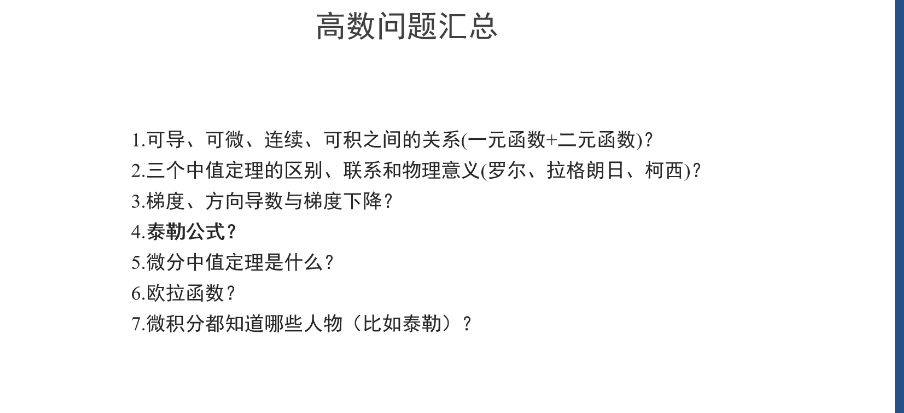 高数问题汇总
1.可导、可微、连续、可积之间的关系(一元函数+二元函数)?
2.三个中值定理的区别、联系和物理意义(罗尔、拉格朗日、柯西)?
3.梯度、方向导数与梯度下降?
4.泰勒公式?
5.微分中值定理是什么?
6.欧拉函数?
7.微积分都知道哪些人物（比如泰勒）?